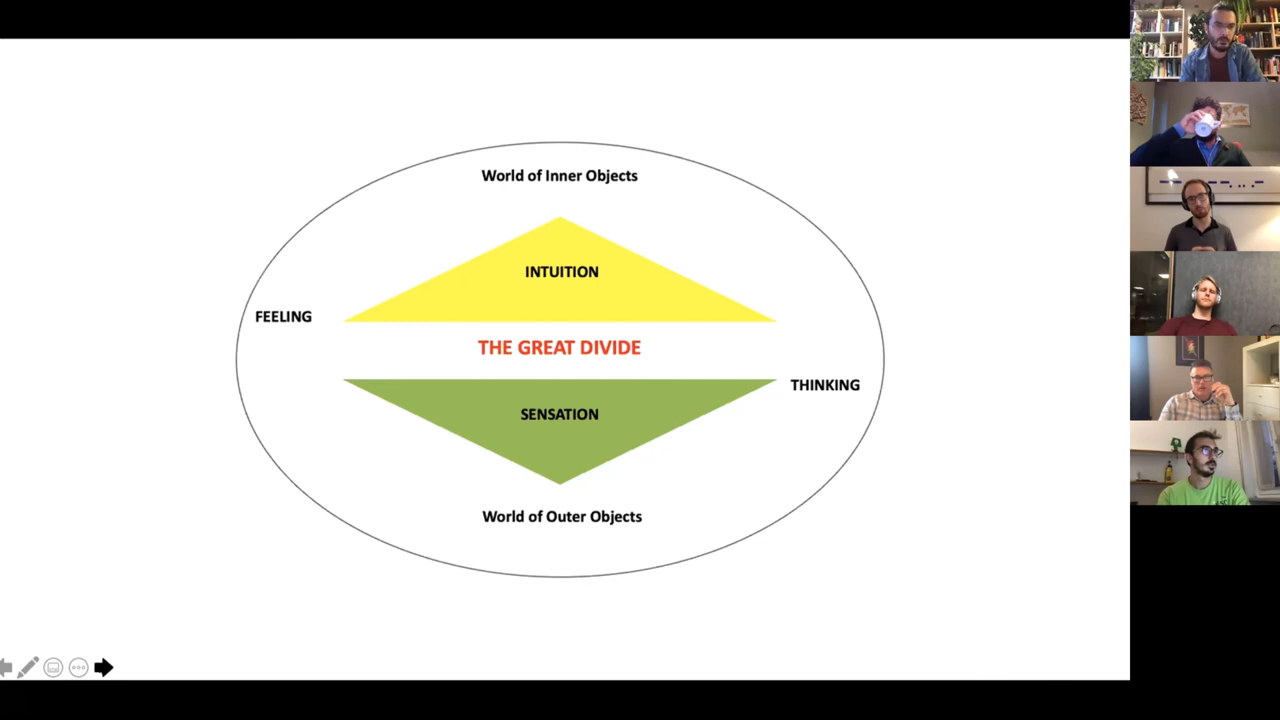 World of Inner Objects
INTUITION
FEELING
THE GREAT DIVIDE
THINKING
SENSATION
World of Outer Objects